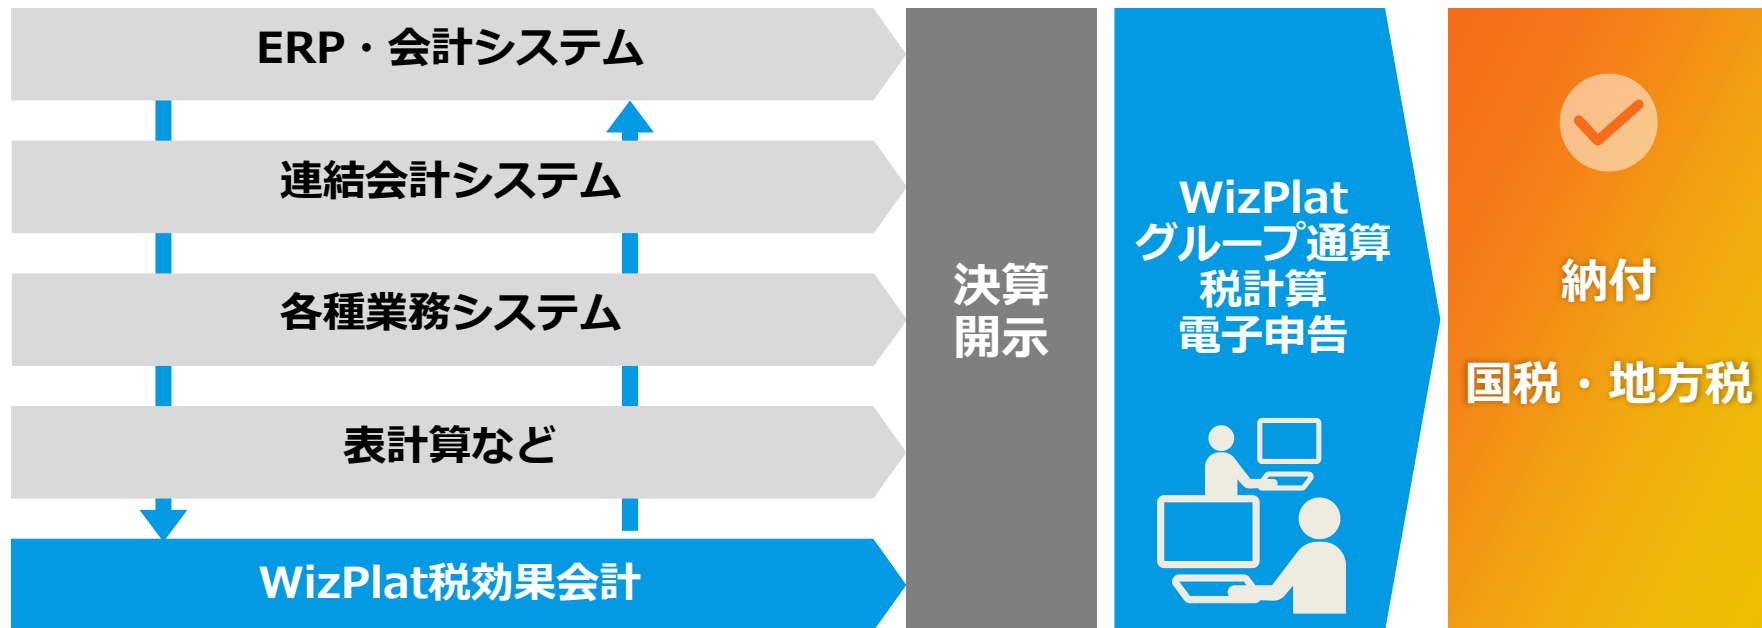 ERP・会計システム
連結会計システム
各種業務システム
表計算など
WizPlat税効果会計
決算
開示
WizPlat
グループ通算
税計算
電子申告
納付
国税・地方税